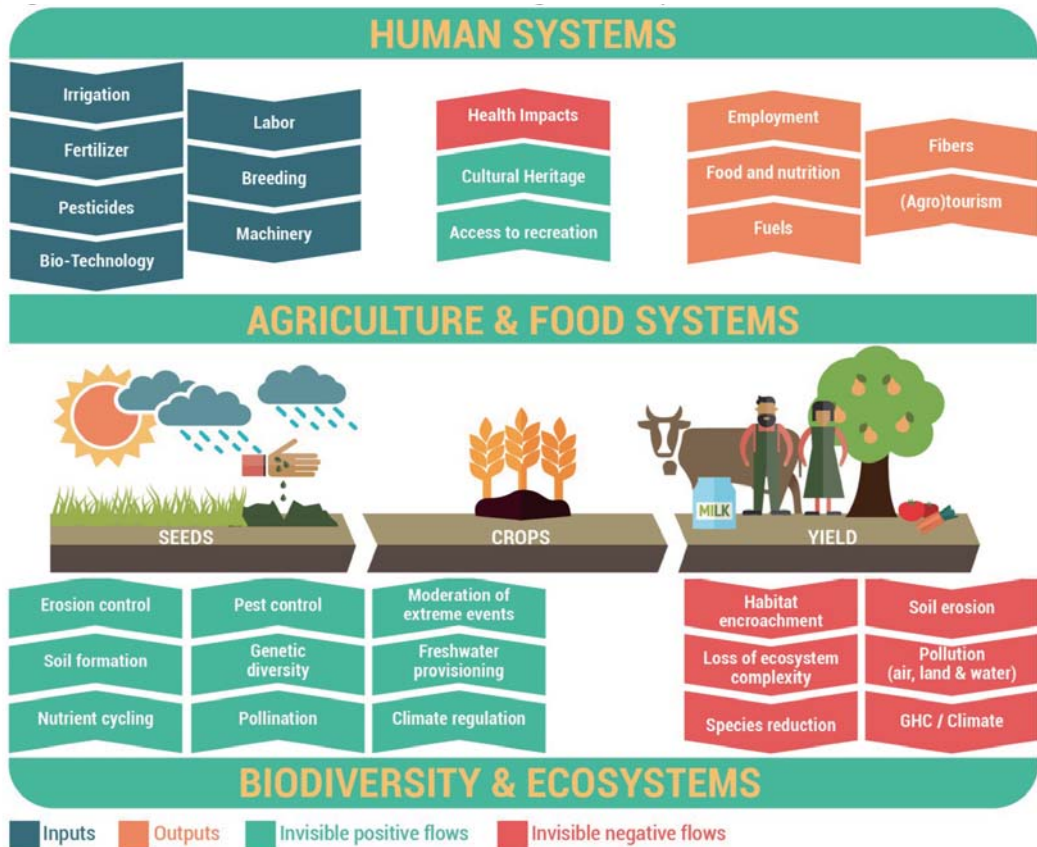 HUMAN SYSTEMS
Irrigation
Fertilizer
Pesticides
Bio-Technology
Labor
Breeding
Machinery
Health Impacts
Cultural Heritage
Access to recreation
Employment
Food and nutrition
Fuels
Fibers
(Agro)tourism
AGRICULTURE & FOOD SYSTEMS
MILK
SEEDS
CROPS
YIELD
Erosion control
Soil formation
Nutrient cycling
Pest control
Genetic
diversity
Pollination
Moderation of
extreme events
Freshwater
provisioning
Climate regulation
Habitat
encroachment
Loss of ecosystem
complexity
Species reduction
Soil erosion
Pollution
(air, land & water)
GHC / Climate
BIODIVERSITY & ECOSYSTEMS
Inputs
Outputs
Invisible positive flows
Invisible negative flows